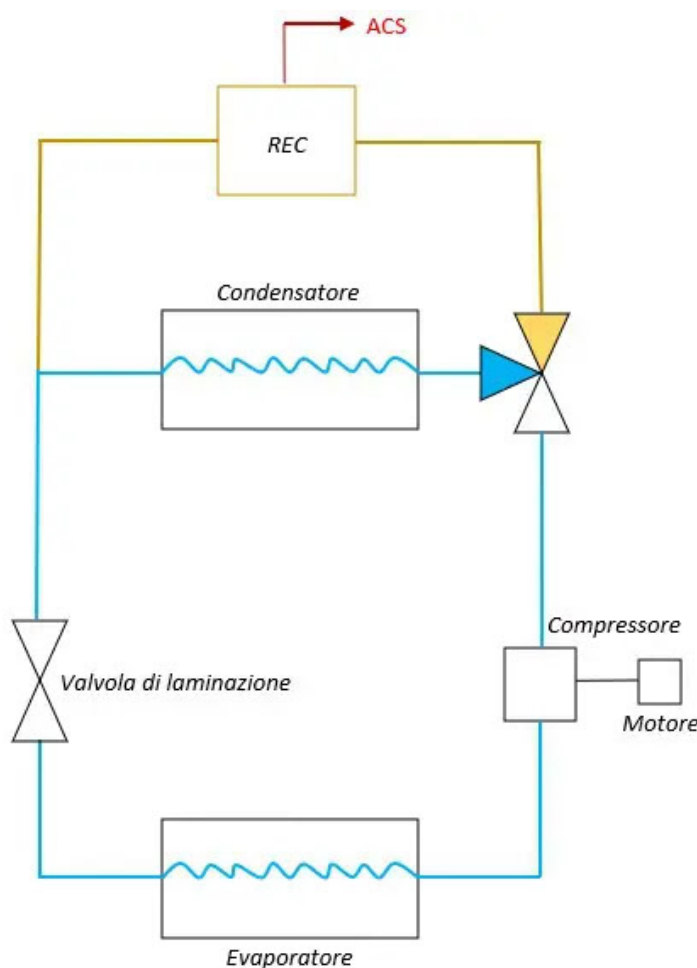 ACS
REC
Condensatore
Compressore
Valvola di laminazione
Motore
Evaporatore